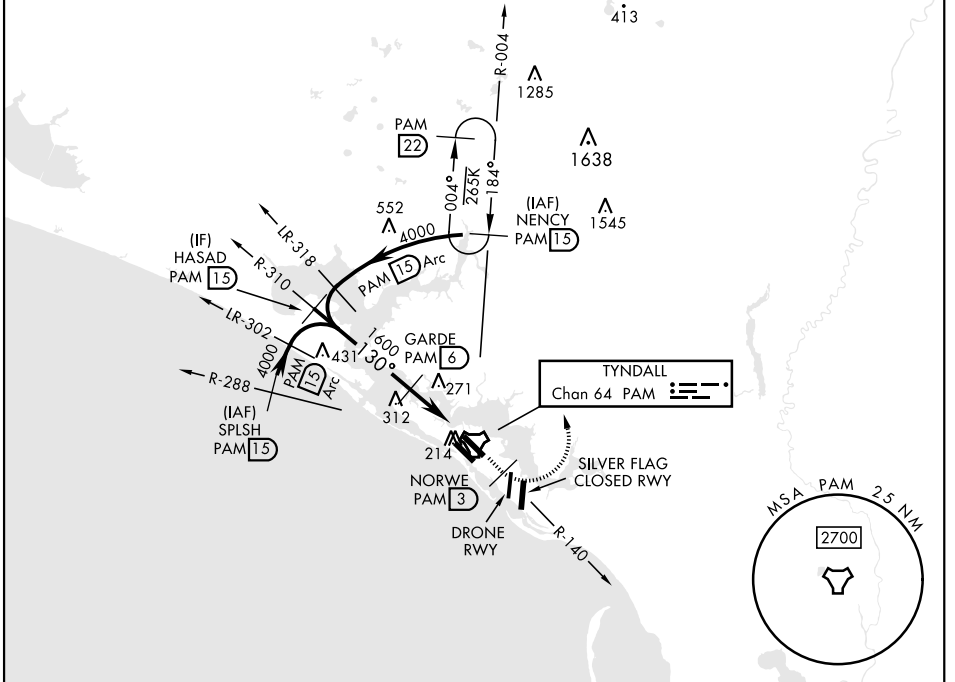 413
R-004
1285
PAM
22
1638
004°
265K
184°
(IAF)
NENCY
PAM 15
1545
552
4000
LR-318
(IF)
HASAD
PAM 15
R-310
PAM 15 Arc
LR-302
1600
130°
GARDE
PAM 6
431
4000
PAM 15 Arc
R-288
271
312
TYNDALL
Chan 64 PAM
(IAF)
SPLSH
PAM 15
214
NORWE
PAM 3
SILVER FLAG
CLOSED RWY
DRONE
RWY
R-140
MSA PAM 25 NM
2700